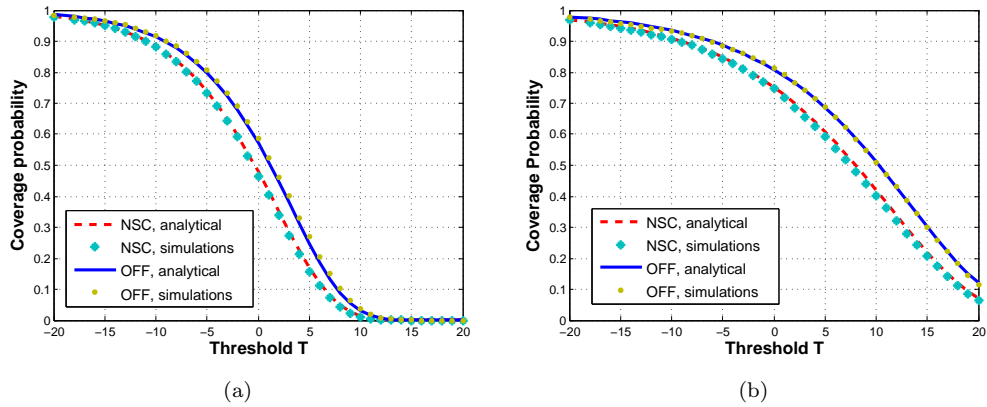 1
0.9
0.8
0.7
0.6
0.5
0.4
0.3
0.2
0.1
0
Coverage probability
NSC, analytical
NSC, simulations
OFF, analytical
OFF, simulations
−20 −15 −10 −5 0 5 10 15 20
Threshold T
(a)
1
0.9
0.8
0.7
0.6
0.5
0.4
0.3
0.2
0.1
0
Coverage Probability
NSC, analytical
NSC, simulations
OFF, analytical
OFF, simulations
−20 −15 −10 −5 0 5 10 15 20
Threshold T
(b)